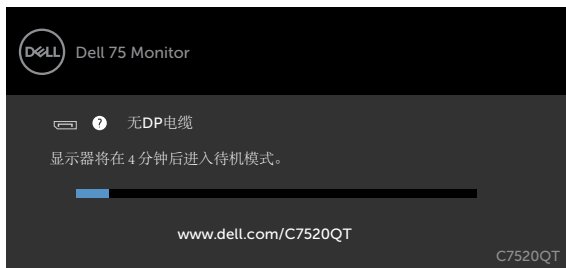 DELL
Dell 75 Monitor
? 无DP电缆
显示器将在 4 分钟后进入待机模式。
www.dell.com/C7520QT
C7520QT